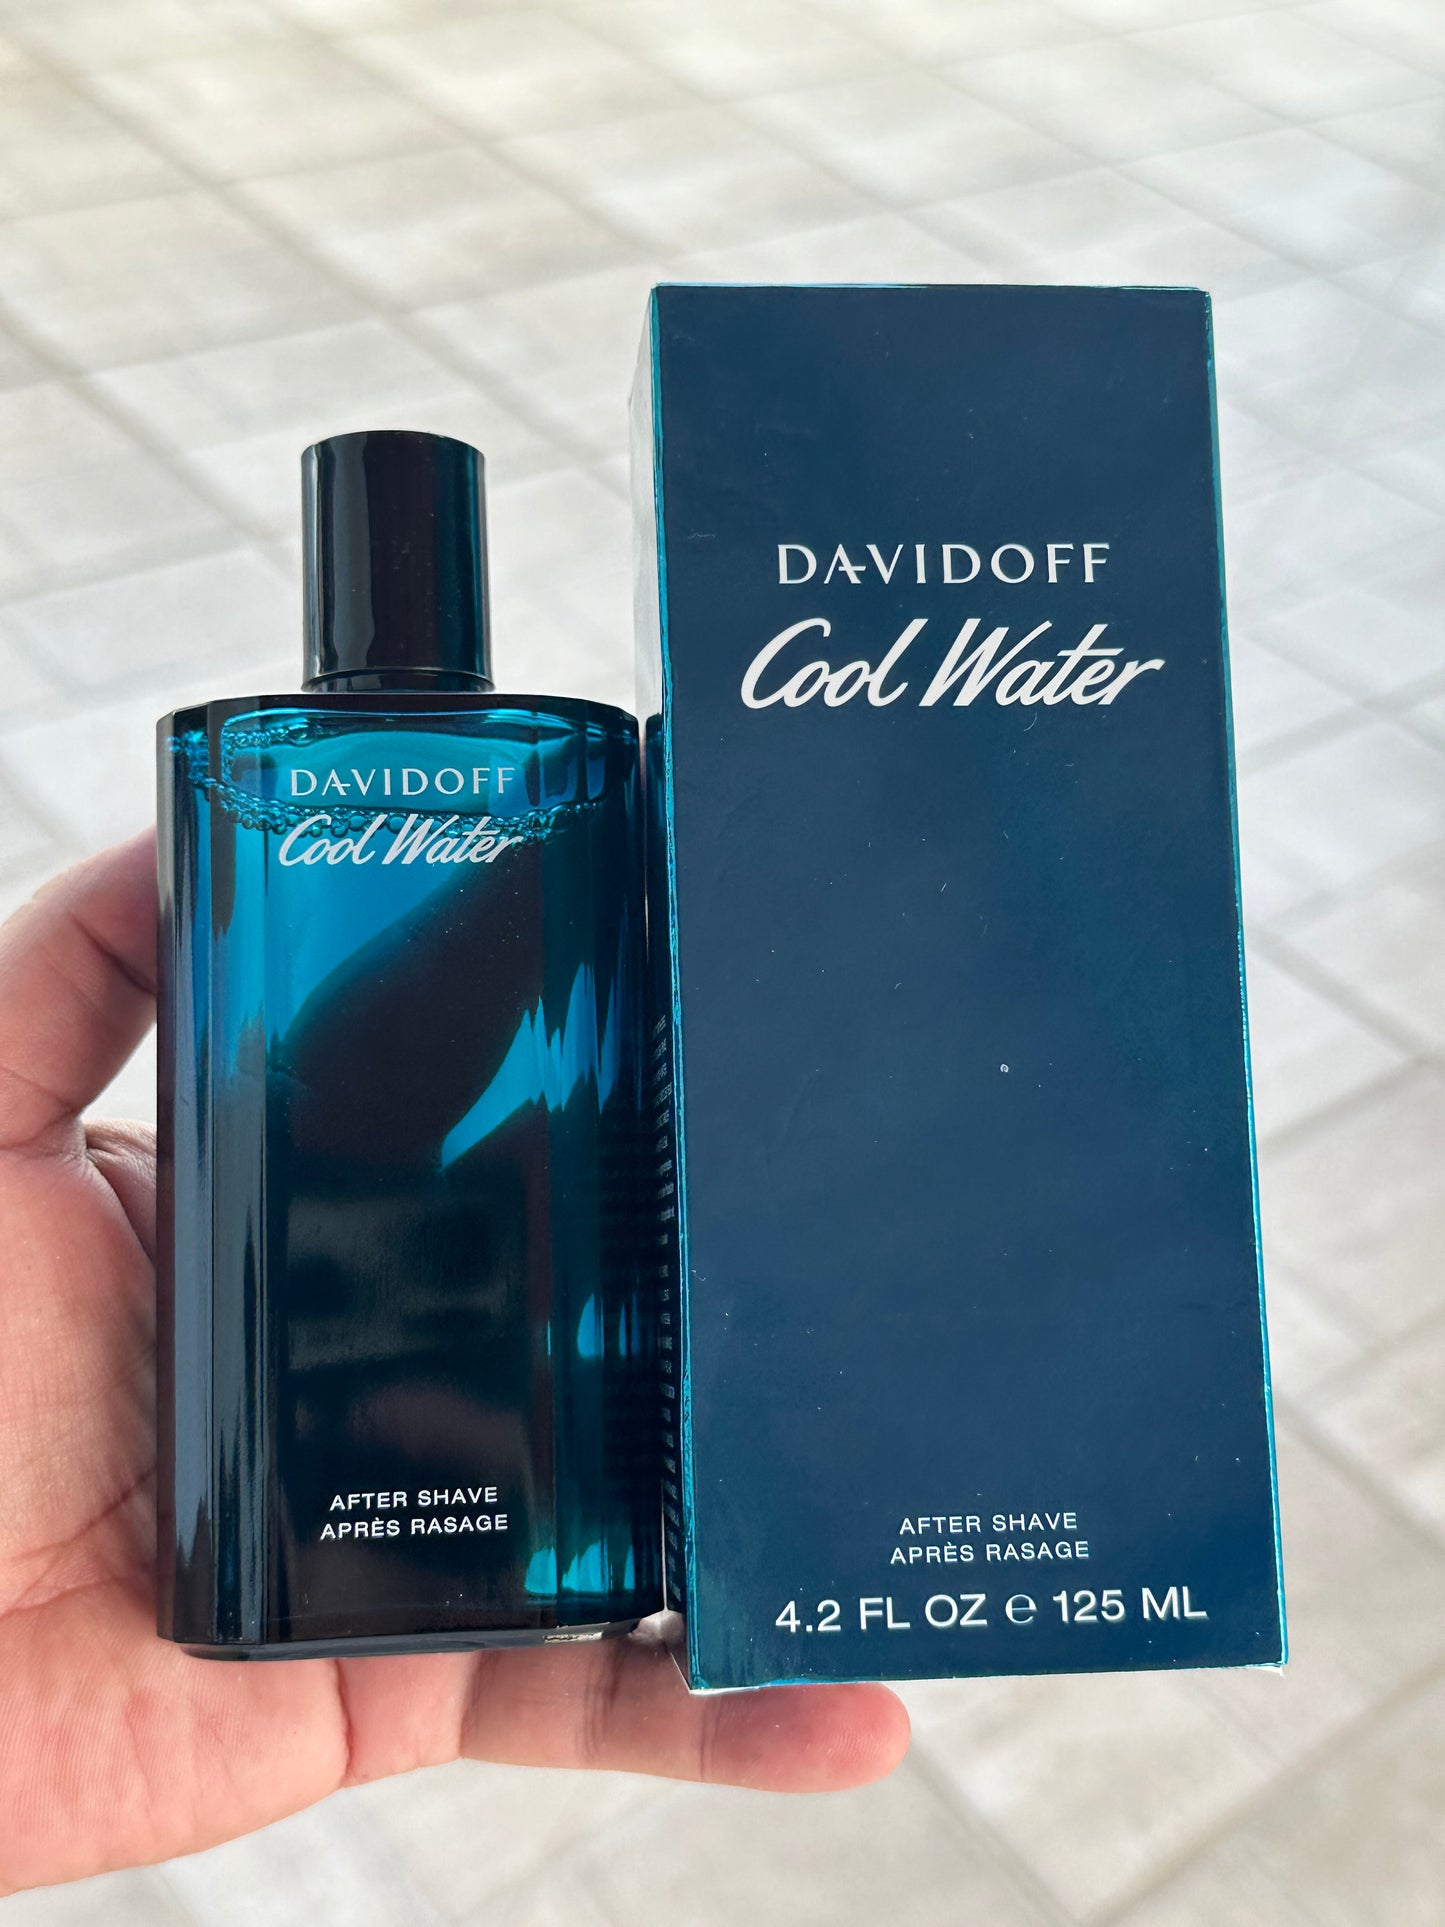 DAVIDOFF
Cool Water
AFTER SHAVE
APRÈS RASAGE
DAVIDOFF
Cool Water
AFTER SHAVE
APRÈS RASAGE
4.2 FL OZ ℮ 125 ML